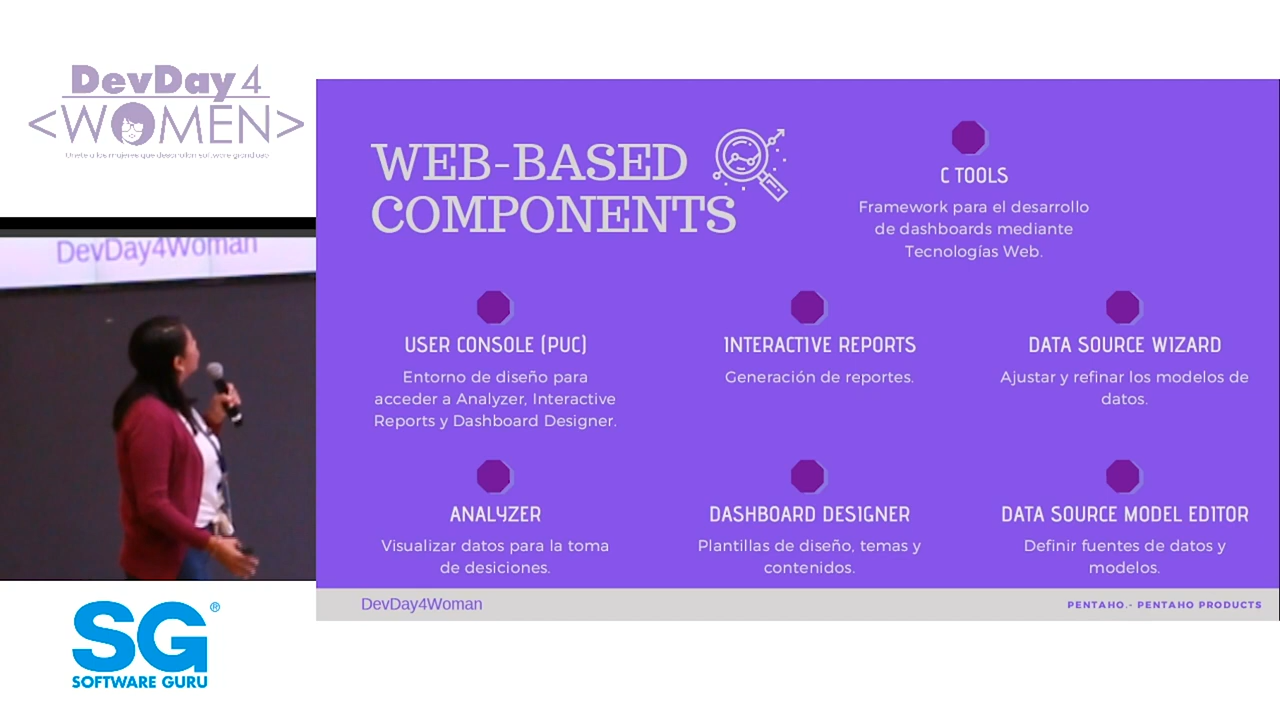 DevDay4
<WOMEN>
DevDay4Woman
SG®
SOFTWARE GURU
WEB-BASED
COMPONENTS
C TOOLS
Framework para el desarrollo
de dashboards mediante
Tecnologías Web.
USER CONSOLE (PUC)
Entorno de diseño para
acceder a Analyzer, Interactive
Reports y Dashboard Designer.
INTERACTIVE REPORTS
Generación de reportes.
DATA SOURCE WIZARD
Ajustar y refinar los modelos de
datos.
ANALYZER
Visualizar datos para la toma
de desiciones.
DASHBOARD DESIGNER
Plantillas de diseño, temas y
contenidos.
DATA SOURCE MODEL EDITOR
Definir fuentes de datos y
modelos.
DevDay4Woman
PENTAHO.- PENTAHO PRODUCTS